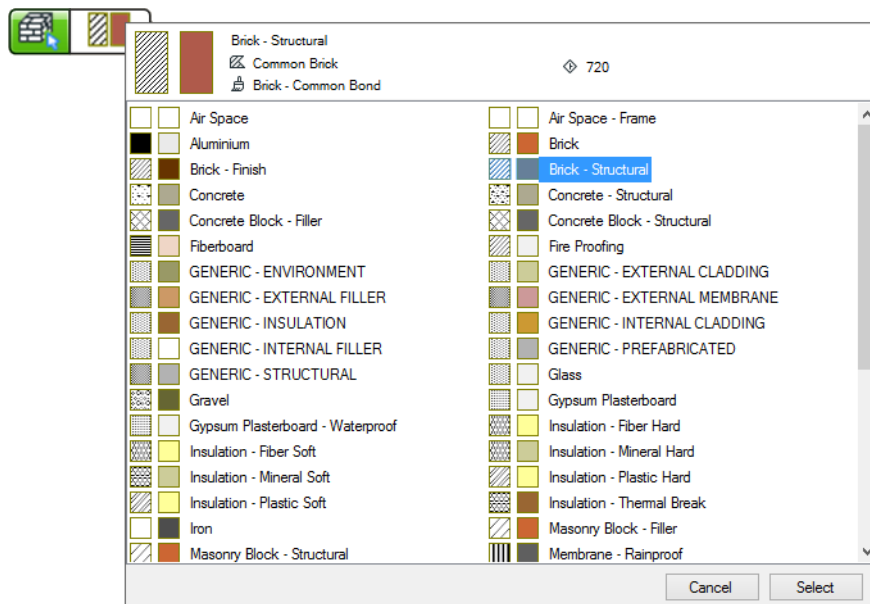 Brick - Structural
Common Brick
Brick - Common Bond
720
Air Space
Air Space - Frame
Aluminium
Brick
Brick - Finish
Brick - Structural
Concrete
Concrete - Structural
Concrete Block - Filler
Concrete Block - Structural
Fiberboard
Fire Proofing
GENERIC - ENVIRONMENT
GENERIC - EXTERNAL CLADDING
GENERIC - EXTERNAL FILLER
GENERIC - EXTERNAL MEMBRANE
GENERIC - INSULATION
GENERIC - INTERNAL CLADDING
GENERIC - INTERNAL FILLER
GENERIC - PREFABRICATED
GENERIC - STRUCTURAL
Glass
Gravel
Gypsum Plasterboard
Gypsum Plasterboard - Waterproof
Insulation - Fiber Hard
Insulation - Fiber Soft
Insulation - Mineral Hard
Insulation - Mineral Soft
Insulation - Plastic Hard
Insulation - Plastic Soft
Insulation - Thermal Break
Iron
Masonry Block - Filler
Masonry Block - Structural
Membrane - Rainproof
Cancel
Select